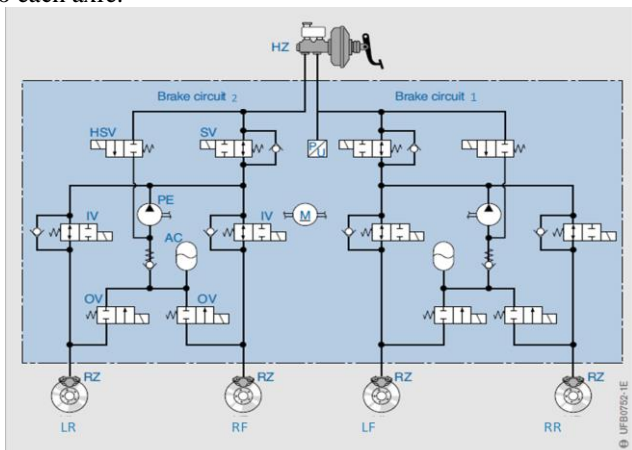 o each axle.
HZ
Brake circuit 2 Brake circuit 1
HSV SV P U
PE
IV IV M
AC
OV OV
RZ RZ RZ RZ
LR RF LF RR
© UFB0752-1E